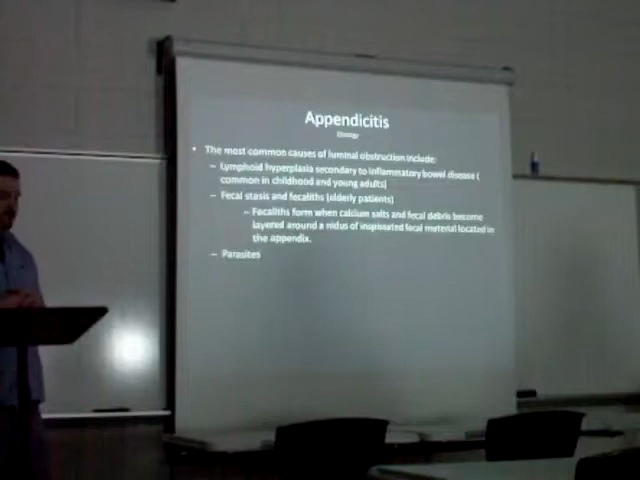 Appendicitis
Etiology
• The most common causes of luminal obstruction include:
– Lymphoid hyperplasia secondary to inflammatory bowel disease (
common in childhood and young adults)
– Fecal stasis and fecaliths (elderly patients)
– Fecaliths form when calcium salts and fecal debris become
layered around a nidus of inspissated fecal material located in
the appendix.
– Parasites